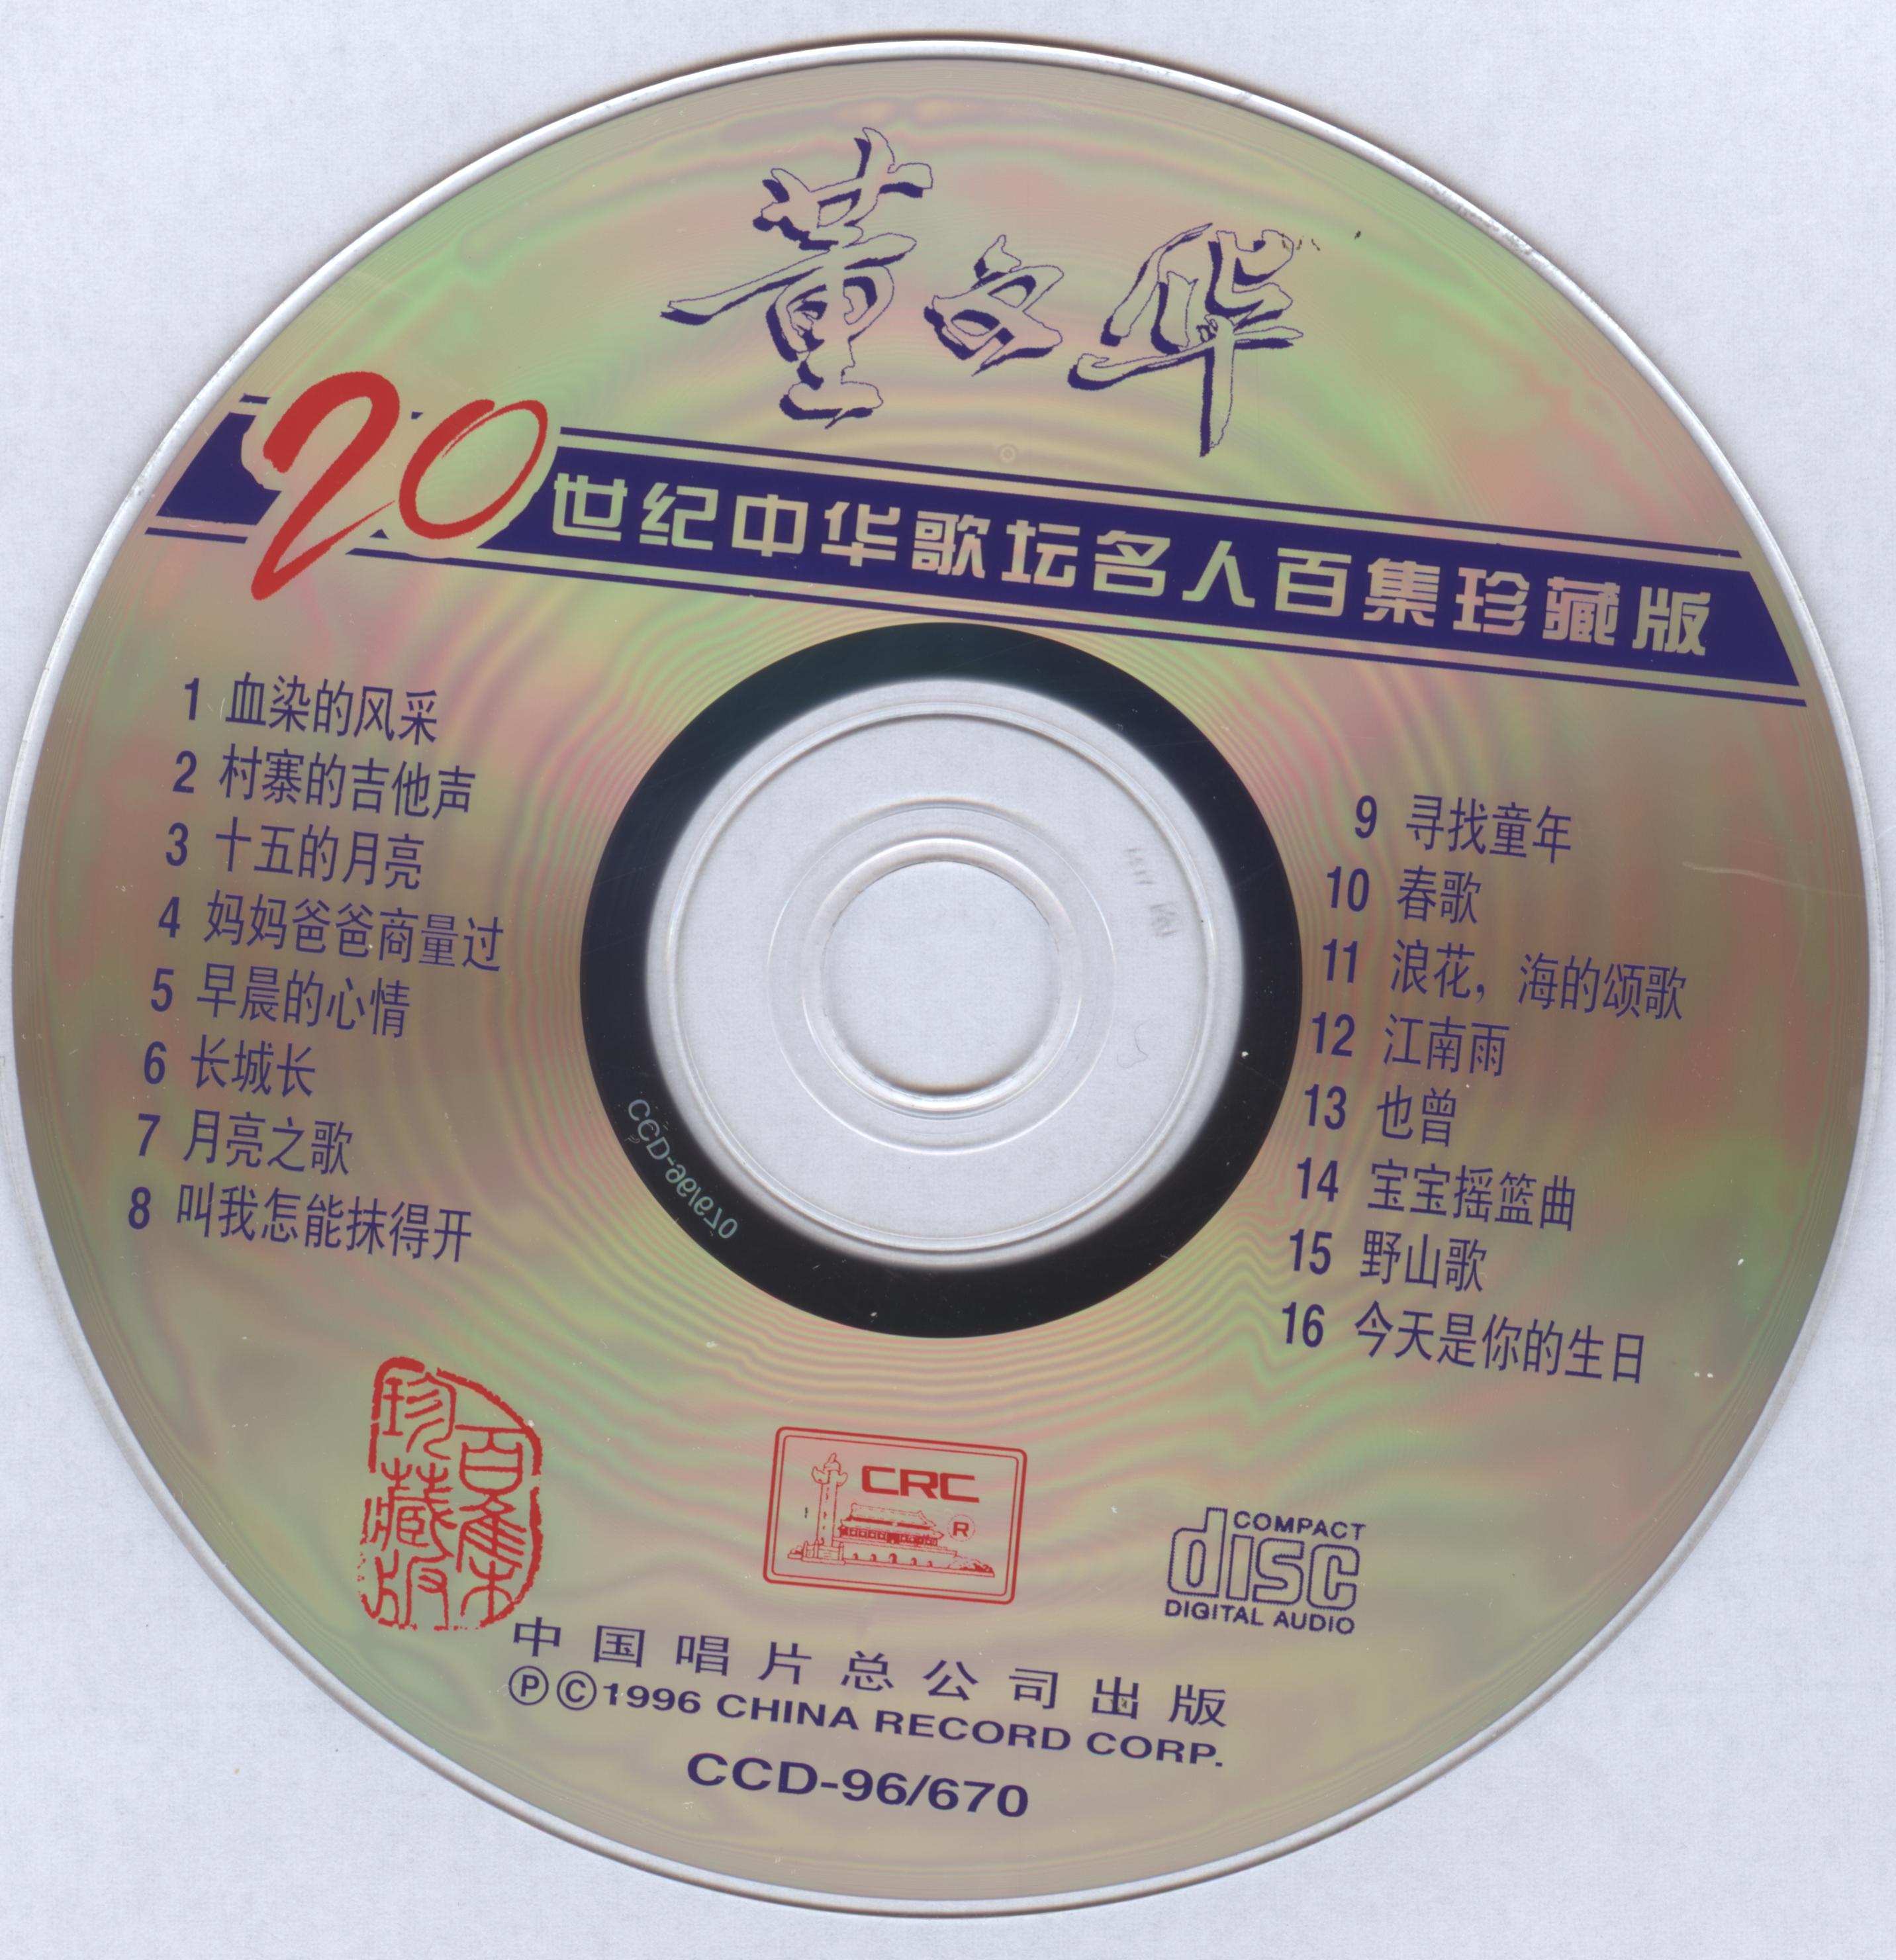 董文华
20世纪中华歌坛名人百集珍藏版
1 血染的风采
2 村寨的吉他声
3 十五的月亮
4 妈妈爸爸商量过
5 早晨的心情
6 长城长
7 月亮之歌
8 叫我怎能抹得开
9 寻找童年
10 春歌
11 浪花，海的颂歌
12 江南雨
13 也曾
14 宝宝摇篮曲
15 野山歌
16 今天是你的生日
CCD-961670
百集
珍藏版
CRC
®
COMPACT
disc
DIGITAL AUDIO
中国唱片总公司出版
Ⓟ©1996 CHINA RECORD CORP.
CCD-96/670